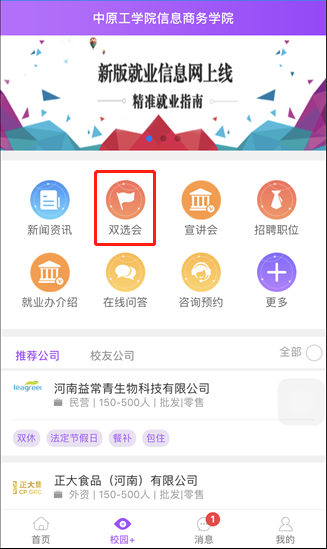 中原工学院信息商务学院
新版就业信息网上线
精准就业指南
新闻资讯 双选会 宣讲会 招聘职位
就业办介绍 在线问答 咨询预约 更多
推荐公司 校友公司 全部
leagreen
河南益常青生物科技有限公司
民营 | 150-500人 | 批发|零售
双休 法定节假日 餐补 包住
正大食品（河南）有限公司
正大食
CP GRC
外资 | 150-500人 | 批发|零售
1
首页 校园+ 消息 我的